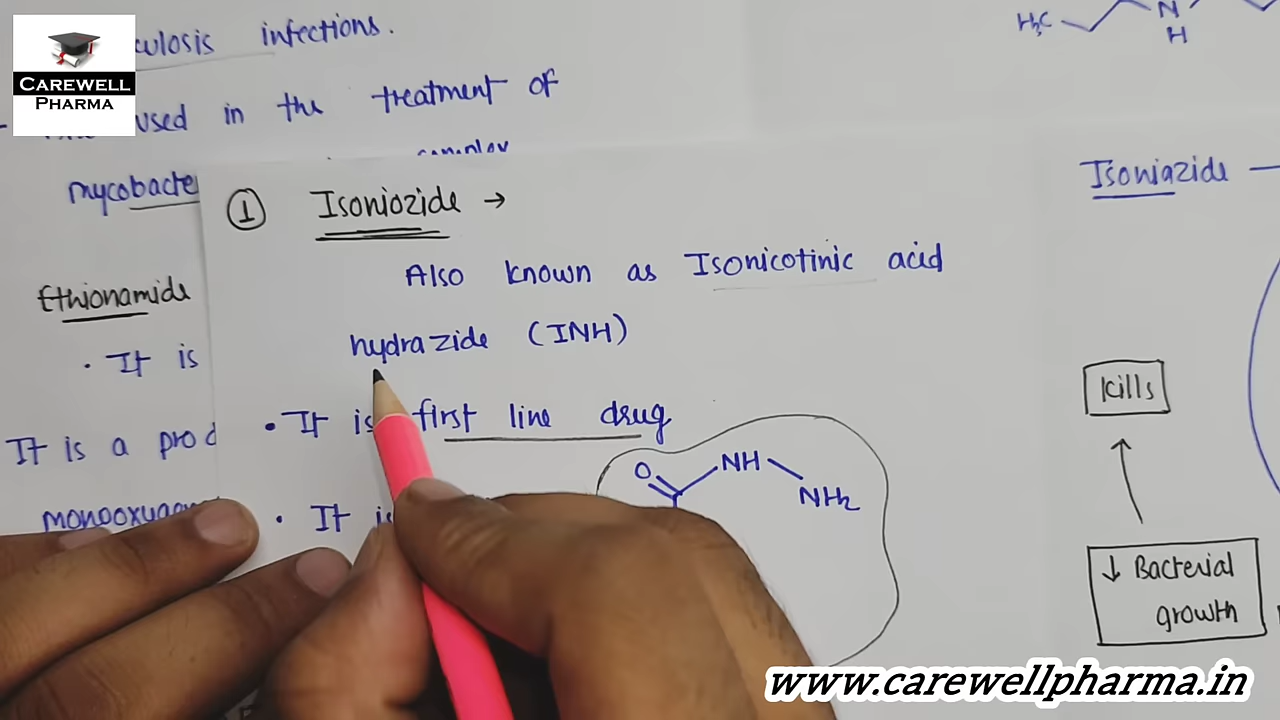 CAREWELL
PHARMA
infections.
used in the treatment of
mycobacte
① Isoniozide →
Also known as Isonicotinic acid
hydrazide (INH)
• It is first line drug
• It is
O NH
NH2
Ethionamide
• It is
It is a prod
H3C N
H
Isoniazide —
Kills
↓ Bacterial
growth
www.carewellpharma.in